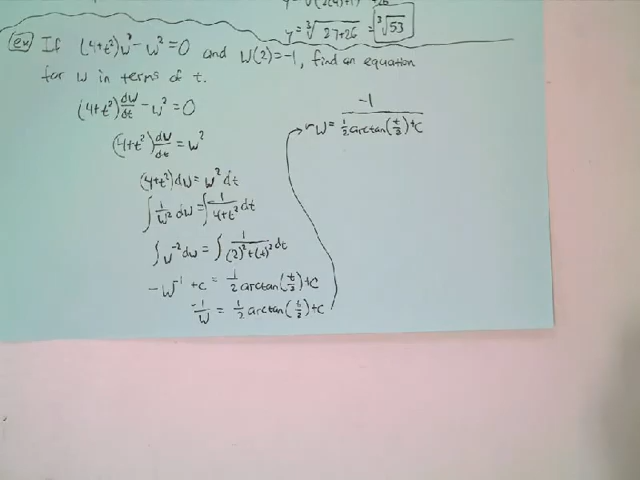 y = ∛(27+26) = ∛53
(ex) If (4+t²)w' - w² = 0 and w(2) = -1, find an equation
for w in terms of t.
(4+t²) dw/dt - w² = 0
(4+t²) dw/dt = w²
(4+t²) dw = w² dt
∫ 1/w² dw = ∫ 1/(4+t²) dt
∫ w⁻² dw = ∫ 1/((2)²+(t)²) dt
-w⁻¹ + c = 1/2 arctan(t/2) + c
-1/w = 1/2 arctan(t/2) + c
w = -1/(1/2 arctan(t/2) + c)